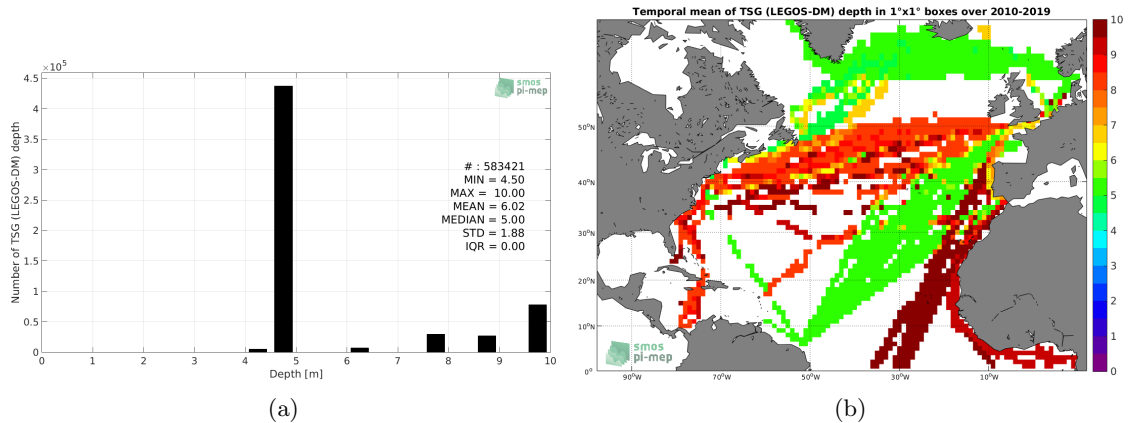 ×10⁵
4.5
4
3.5
3
2.5
2
1.5
1
0.5
0
Number of TSG (LEGOS-DM) depth
smos
pi-mep
# : 583421
MIN = 4.50
MAX = 10.00
MEAN = 6.02
MEDIAN = 5.00
STD = 1.88
IQR = 0.00
0 1 2 3 4 5 6 7 8 9 10
Depth [m]
(a)
Temporal mean of TSG (LEGOS-DM) depth in 1°x1° boxes over 2010-2019
50°N
40°N
30°N
20°N
10°N
0°
90°W 70°W 50°W 30°W 10°W
smos
pi-mep
10
9
8
7
6
5
4
3
2
1
0
(b)